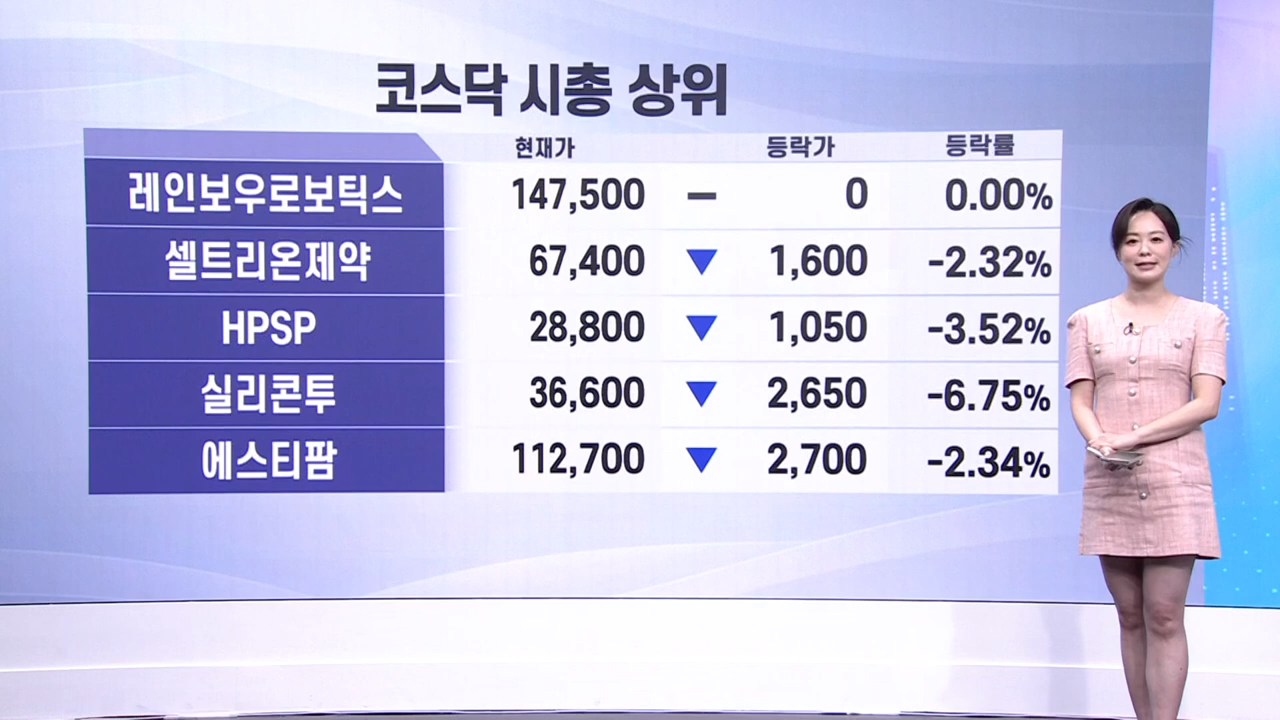 코스닥 시총 상위
현재가 등락가 등락률
레인보우로보틱스 147,500 ━ 0 0.00%
셀트리온제약 67,400 ▼ 1,600 -2.32%
HPSP 28,800 ▼ 1,050 -3.52%
실리콘투 36,600 ▼ 2,650 -6.75%
에스티팜 112,700 ▼ 2,700 -2.34%